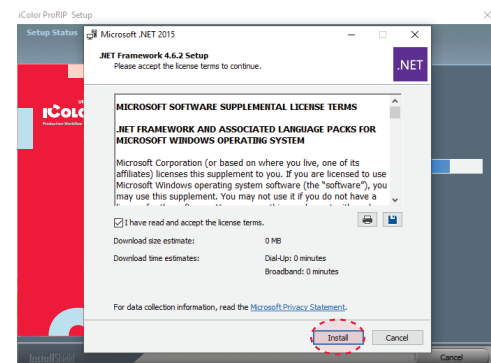 iColor ProRIP Setup
Setup Status
Microsoft .NET 2015
.NET Framework 4.6.2 Setup
Please accept the license terms to continue.
.NET
MICROSOFT SOFTWARE SUPPLEMENTAL LICENSE TERMS
.NET FRAMEWORK AND ASSOCIATED LANGUAGE PACKS FOR
MICROSOFT WINDOWS OPERATING SYSTEM
Microsoft Corporation (or based on where you live, one of its
affiliates) licenses this supplement to you. If you are licensed to use
Microsoft Windows operating system software (the "software"), you
may use this supplement. You may not use it if you do not have a
I have read and accept the license terms.
Download size estimate: 0 MB
Download time estimates: Dial-Up: 0 minutes
Broadband: 0 minutes
For data collection information, read the Microsoft Privacy Statement.
Install
Cancel
InstallShield
Cancel